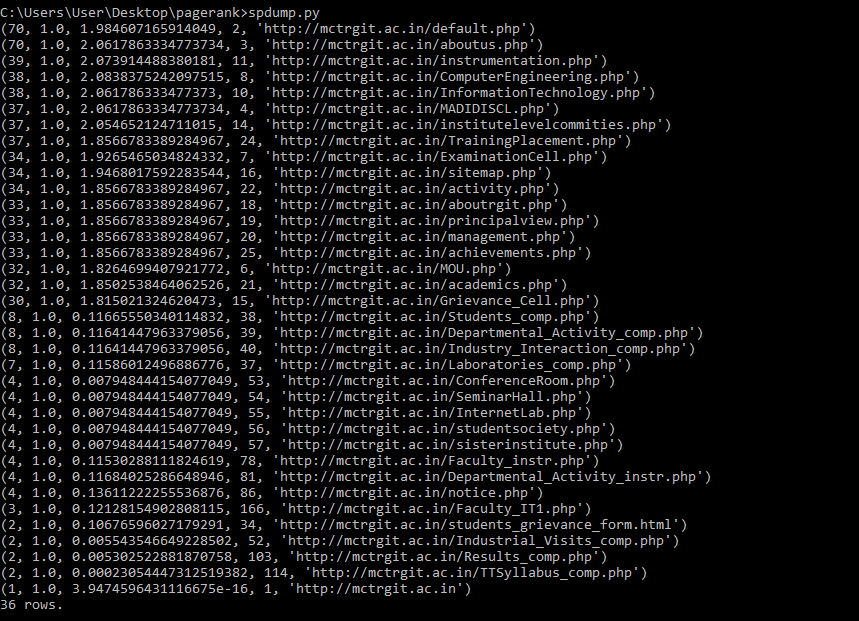 C:\Users\User\Desktop\pagerank>spdump.py
(70, 1.0, 1.984607165914049, 2, 'http://mctrgit.ac.in/default.php')
(70, 1.0, 2.0617863334773734, 3, 'http://mctrgit.ac.in/aboutus.php')
(39, 1.0, 2.073914488380181, 11, 'http://mctrgit.ac.in/instrumentation.php')
(38, 1.0, 2.0838375242097515, 8, 'http://mctrgit.ac.in/ComputerEngineering.php')
(38, 1.0, 2.061786333477373, 10, 'http://mctrgit.ac.in/InformationTechnology.php')
(37, 1.0, 2.0617863334773734, 4, 'http://mctrgit.ac.in/MADIDISCL.php')
(37, 1.0, 2.054652124711015, 14, 'http://mctrgit.ac.in/institutelevelcommities.php')
(37, 1.0, 1.8566783389284967, 24, 'http://mctrgit.ac.in/TrainingPlacement.php')
(34, 1.0, 1.9265465034824332, 7, 'http://mctrgit.ac.in/ExaminationCell.php')
(34, 1.0, 1.9468017592283544, 16, 'http://mctrgit.ac.in/sitemap.php')
(34, 1.0, 1.8566783389284967, 22, 'http://mctrgit.ac.in/activity.php')
(33, 1.0, 1.8566783389284967, 18, 'http://mctrgit.ac.in/aboutrgit.php')
(33, 1.0, 1.8566783389284967, 19, 'http://mctrgit.ac.in/principalview.php')
(33, 1.0, 1.8566783389284967, 20, 'http://mctrgit.ac.in/management.php')
(33, 1.0, 1.8566783389284967, 25, 'http://mctrgit.ac.in/achievements.php')
(32, 1.0, 1.8264699407921772, 6, 'http://mctrgit.ac.in/MOU.php')
(32, 1.0, 1.8502538464062526, 21, 'http://mctrgit.ac.in/academics.php')
(30, 1.0, 1.815021324620473, 15, 'http://mctrgit.ac.in/Grievance_Cell.php')
(8, 1.0, 0.11665550340114832, 38, 'http://mctrgit.ac.in/Students_comp.php')
(8, 1.0, 0.11641447963379056, 39, 'http://mctrgit.ac.in/Departmental_Activity_comp.php')
(8, 1.0, 0.11641447963379056, 40, 'http://mctrgit.ac.in/Industry_Interaction_comp.php')
(7, 1.0, 0.11586012496886776, 37, 'http://mctrgit.ac.in/Laboratories_comp.php')
(4, 1.0, 0.007948444154077049, 53, 'http://mctrgit.ac.in/ConferenceRoom.php')
(4, 1.0, 0.007948444154077049, 54, 'http://mctrgit.ac.in/SeminarHall.php')
(4, 1.0, 0.007948444154077049, 55, 'http://mctrgit.ac.in/InternetLab.php')
(4, 1.0, 0.007948444154077049, 56, 'http://mctrgit.ac.in/studentsociety.php')
(4, 1.0, 0.007948444154077049, 57, 'http://mctrgit.ac.in/sisterinstitute.php')
(4, 1.0, 0.11530288111824619, 78, 'http://mctrgit.ac.in/Faculty_instr.php')
(4, 1.0, 0.11684025286648946, 81, 'http://mctrgit.ac.in/Departmental_Activity_instr.php')
(4, 1.0, 0.13611222255536876, 86, 'http://mctrgit.ac.in/notice.php')
(3, 1.0, 0.12128154902808115, 166, 'http://mctrgit.ac.in/Faculty_IT1.php')
(2, 1.0, 0.10676596027179291, 34, 'http://mctrgit.ac.in/students_grievance_form.html')
(2, 1.0, 0.005543546649228502, 52, 'http://mctrgit.ac.in/Industrial_Visits_comp.php')
(2, 1.0, 0.005302522881870758, 103, 'http://mctrgit.ac.in/Results_comp.php')
(2, 1.0, 0.00023054447312519382, 114, 'http://mctrgit.ac.in/TTSyllabus_comp.php')
(1, 1.0, 3.9474596431116675e-16, 1, 'http://mctrgit.ac.in')
36 rows.